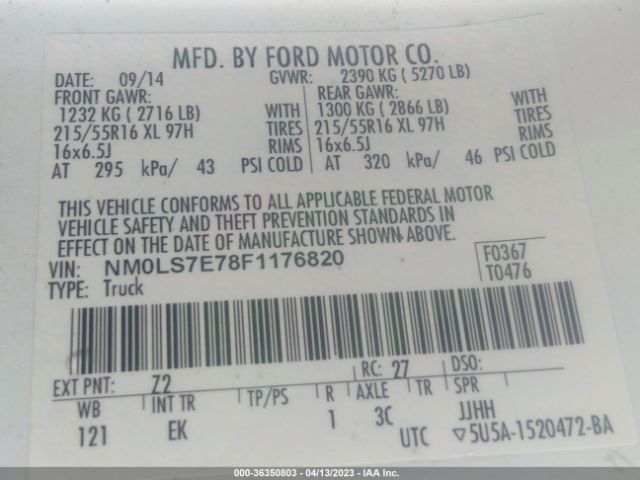 MFD. BY FORD MOTOR CO.
DATE: 09/14 GVWR: 2390 KG ( 5270 LB)
FRONT GAWR: REAR GAWR:
1232 KG ( 2716 LB) WITH 1300 KG ( 2866 LB) WITH
215/55R16 XL 97H TIRES 215/55R16 XL 97H TIRES
16x6.5J RIMS 16x6.5J RIMS
AT 295 kPa/ 43 PSI COLD AT 320 kPa/ 46 PSI COLD
THIS VEHICLE CONFORMS TO ALL APPLICABLE FEDERAL MOTOR
VEHICLE SAFETY AND THEFT PREVENTION STANDARDS IN
EFFECT ON THE DATE OF MANUFACTURE SHOWN ABOVE.
VIN: NM0LS7E78F1176820 F0367
TYPE: Truck T0476
EXT PNT: Z2 RC: 27 DSO:
WB INT TR TP/PS R AXLE TR SPR
121 EK 1 3C JJHH
UTC ▽5U5A-1520472-BA
000-36350803 - 04/13/2023 - IAA Inc.